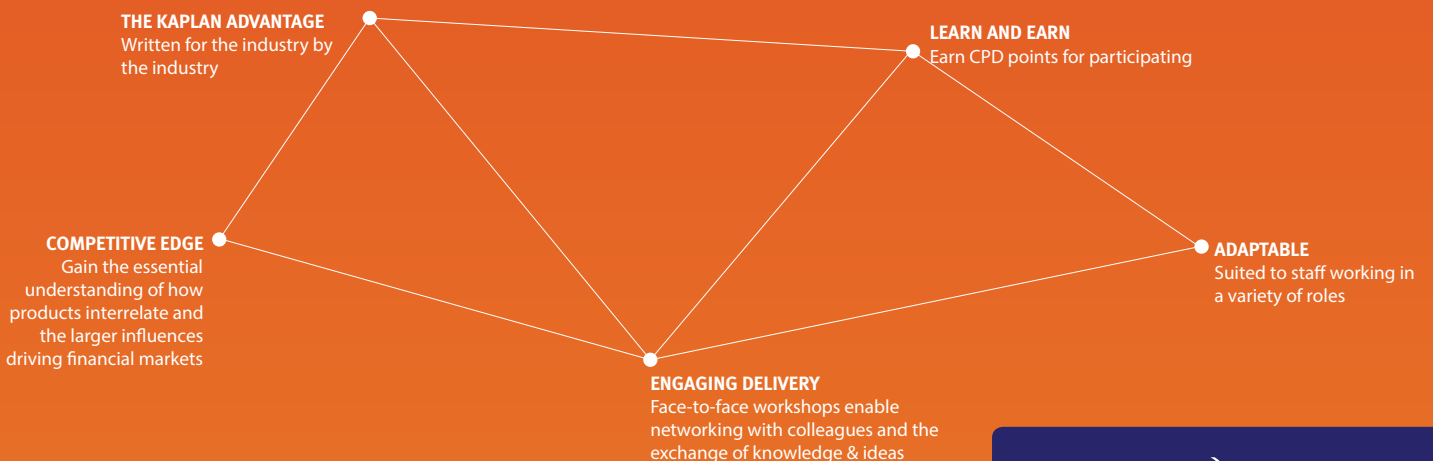 THE KAPLAN ADVANTAGE
Written for the industry by
the industry
LEARN AND EARN
Earn CPD points for participating
COMPETITIVE EDGE
Gain the essential
understanding of how
products interrelate and
the larger influences
driving financial markets
ADAPTABLE
Suited to staff working in
a variety of roles
ENGAGING DELIVERY
Face-to-face workshops enable
networking with colleagues and the
exchange of knowledge & ideas